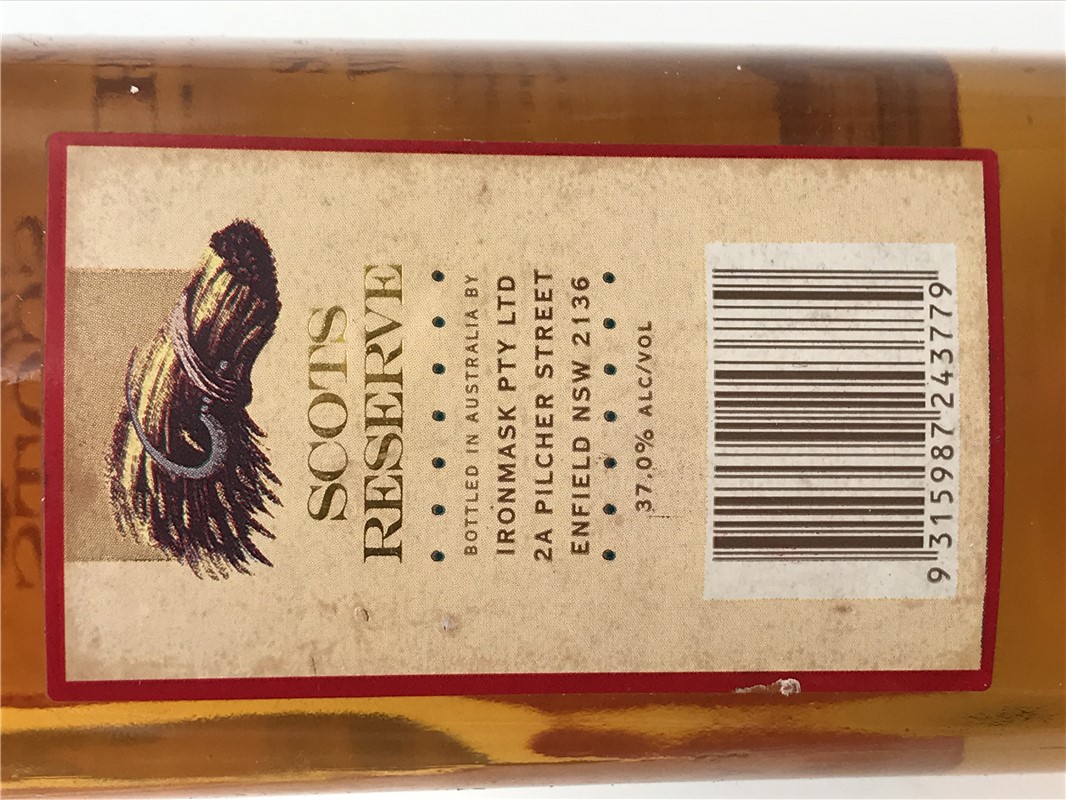 SCOTS
RESERVE
BOTTLED IN AUSTRALIA BY
IRONMASK PTY LTD
2A PILCHER STREET
ENFIELD NSW 2136
37.0% ALC/VOL
9 315987 243779